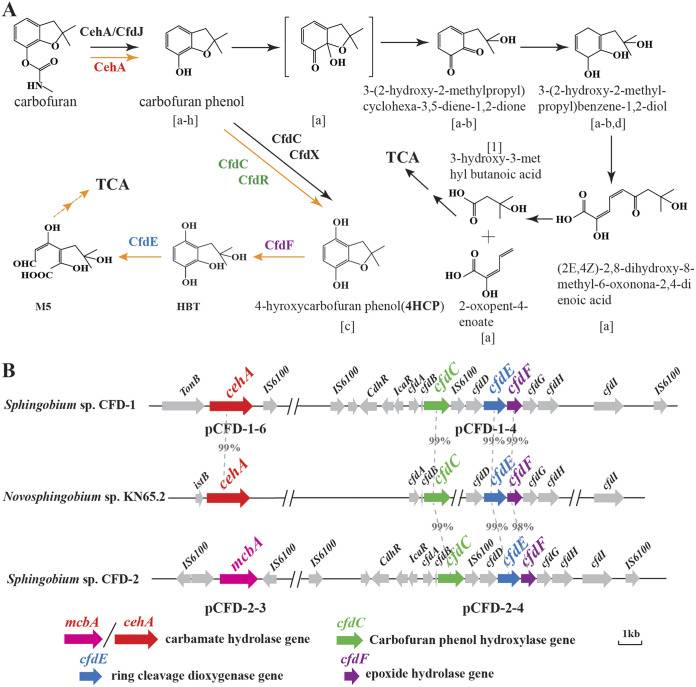 A
CehA/CfdJ
CehA
carbofuran
carbofuran phenol
[a-h]
[a]
3-(2-hydroxy-2-methylpropyl)
cyclohexa-3,5-diene-1,2-dione
[a-b]
3-(2-hydroxy-2-methyl-
propyl)benzene-1,2-diol
[a-b,d]
CfdC
CfdX
CfdC
CfdR
TCA
[1]
3-hydroxy-3-met
hyl butanoic acid
TCA
CfdE
CfdF
M5
HBT
4-hyroxycarbofuran phenol(4HCP)
[c]
2-oxopent-4-
enoate
[a]
(2E,4Z)-2,8-dihydroxy-8-
methyl-6-oxonona-2,4-di
enoic acid
[a]
B
TonB cehA IS6100 IS6100 CdhR IcaR cfdA cfdB cfdC IS6100 cfdD cfdE cfdF cfdG cfdH cfdI IS6100
Sphingobium sp. CFD-1
pCFD-1-6 pCFD-1-4
99% 99% 99% 99%
istB cehA cfdA cfdB cfdC cfdD cfdE cfdF cfdG cfdH cfdI
Novosphingobium sp. KN65.2
99% 99% 98%
IS6100 mcbA IS6100 IS6100 CdhR IcaR cfdA cfdB cfdC IS6100 cfdD cfdE cfdF cfdG cfdH cfdI IS6100
Sphingobium sp. CFD-2
pCFD-2-3 pCFD-2-4
mcbA / cehA carbamate hydrolase gene
cfdC Carbofuran phenol hydroxylase gene
1kb
cfdE ring cleavage dioxygenase gene
cfdF epoxide hydrolase gene